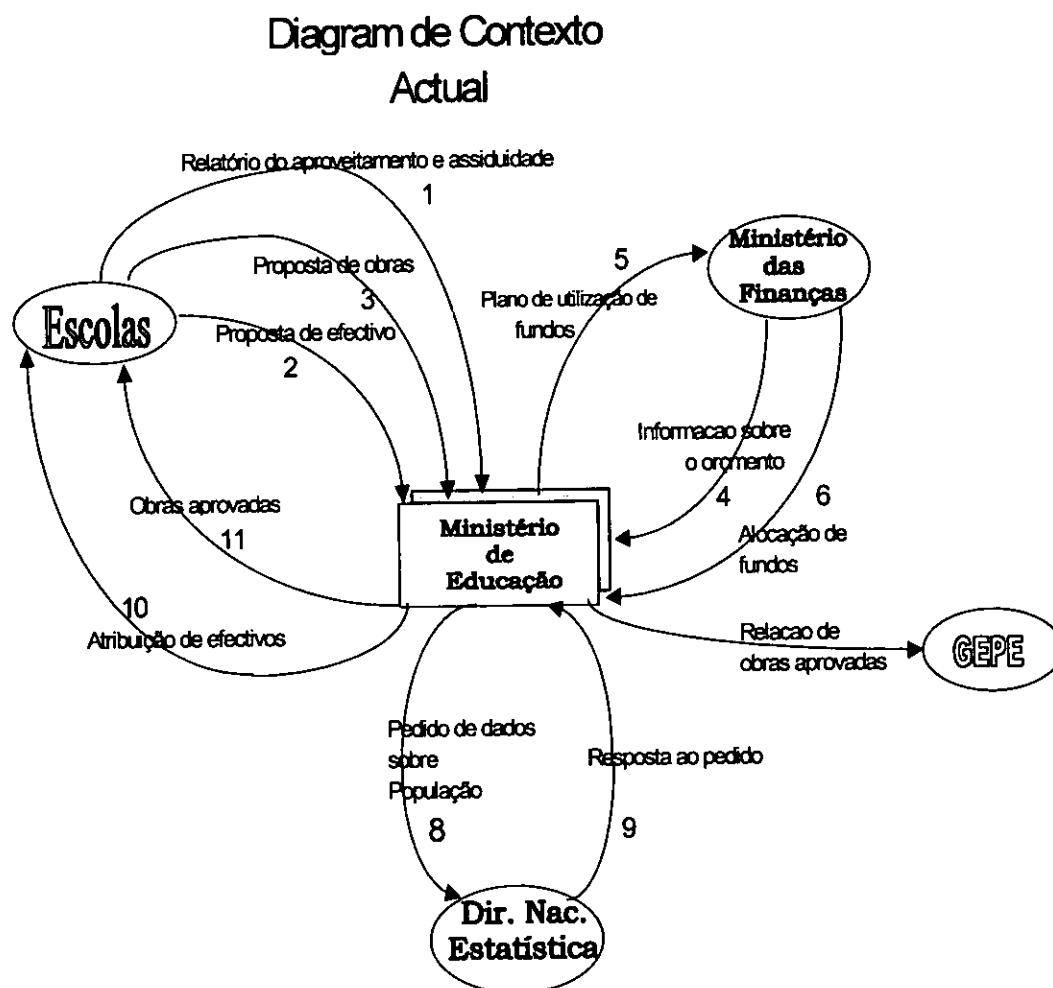 Diagram de Contexto
Actual
Relatório do aproveitamento e assiduidade
1
Proposta de obras
3
Proposta de efectivo
2
Escolas
5
Plano de utilização de
fundos
Ministério
das
Finanças
Informacao sobre
o oromento
4
6
Alocação de
fundos
Obras aprovadas
11
Ministério
de
Educação
10
Atribuição de efectivos
Relacao de
obras aprovadas
GEPE
Pedido de dados
sobre
População
8
Resposta ao pedido
9
Dir. Nac.
Estatística